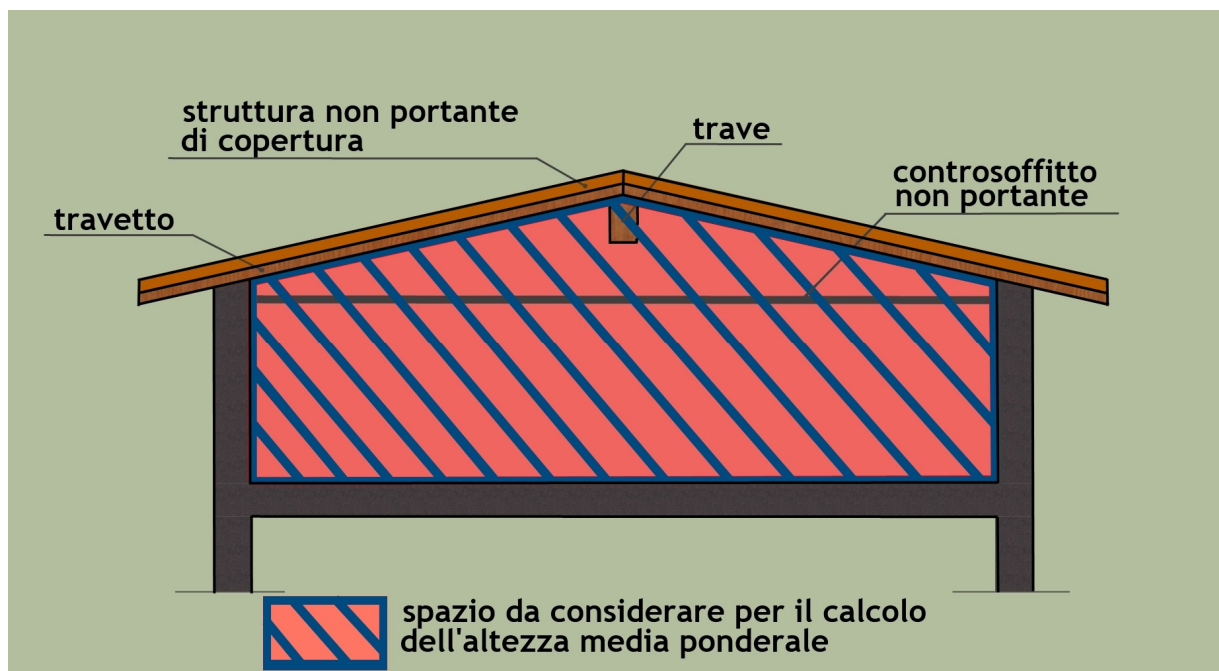 struttura non portante
di copertura
trave
controsoffitto
non portante
travetto
spazio da considerare per il calcolo
dell'altezza media ponderale